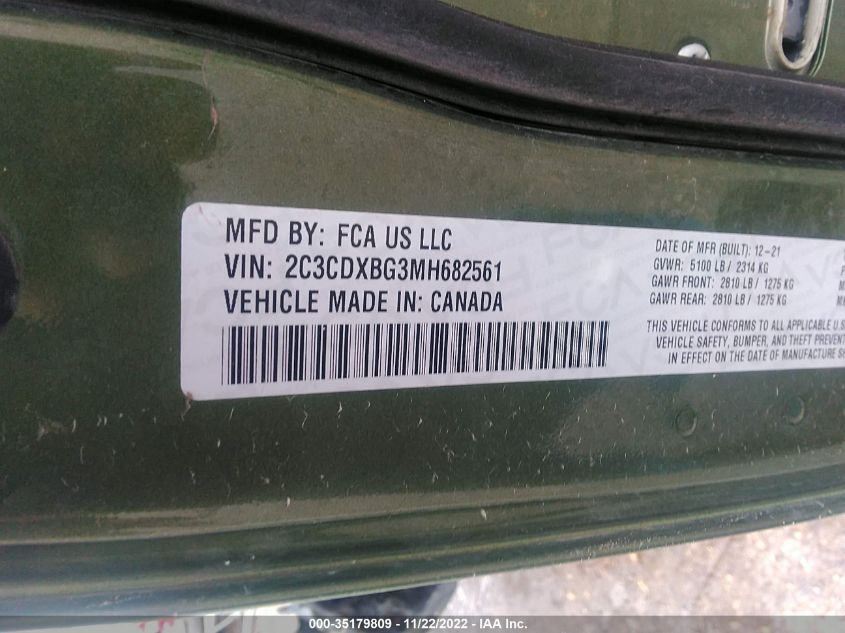 MFD BY: FCA US LLC
VIN: 2C3CDXBG3MH682561
VEHICLE MADE IN: CANADA
DATE OF MFR (BUILT): 12-21
GVWR: 5100 LB / 2314 KG
GAWR FRONT: 2810 LB / 1275 KG
GAWR REAR: 2810 LB / 1275 KG
THIS VEHICLE CONFORMS TO ALL APPLICABLE U.S
VEHICLE SAFETY, BUMPER, AND THEFT PREVENT
IN EFFECT ON THE DATE OF MANUFACTURE SH
000-35179809 - 11/22/2022 - IAA Inc.